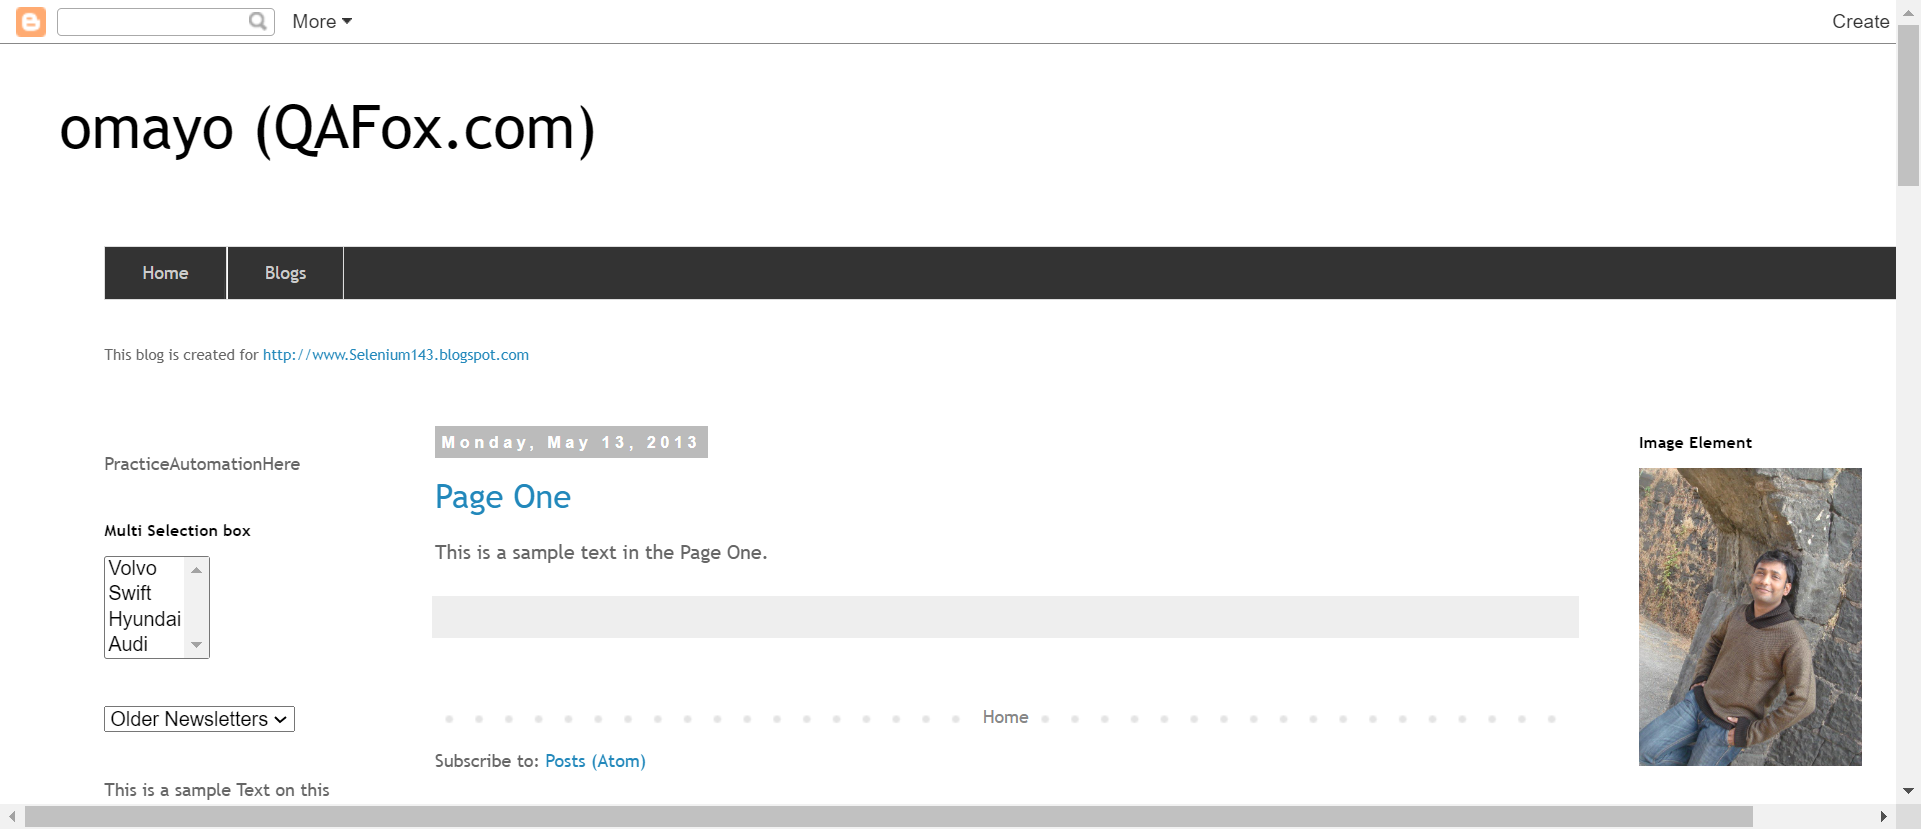 More
Create
omayo (QAFox.com)
Home
Blogs
This blog is created for http://www.Selenium143.blogspot.com
PracticeAutomationHere
Multi Selection box
Volvo
Swift
Hyundai
Audi
Older Newsletters
This is a sample Text on this
Monday, May 13, 2013
Page One
This is a sample text in the Page One.
Home
Subscribe to: Posts (Atom)
Image Element